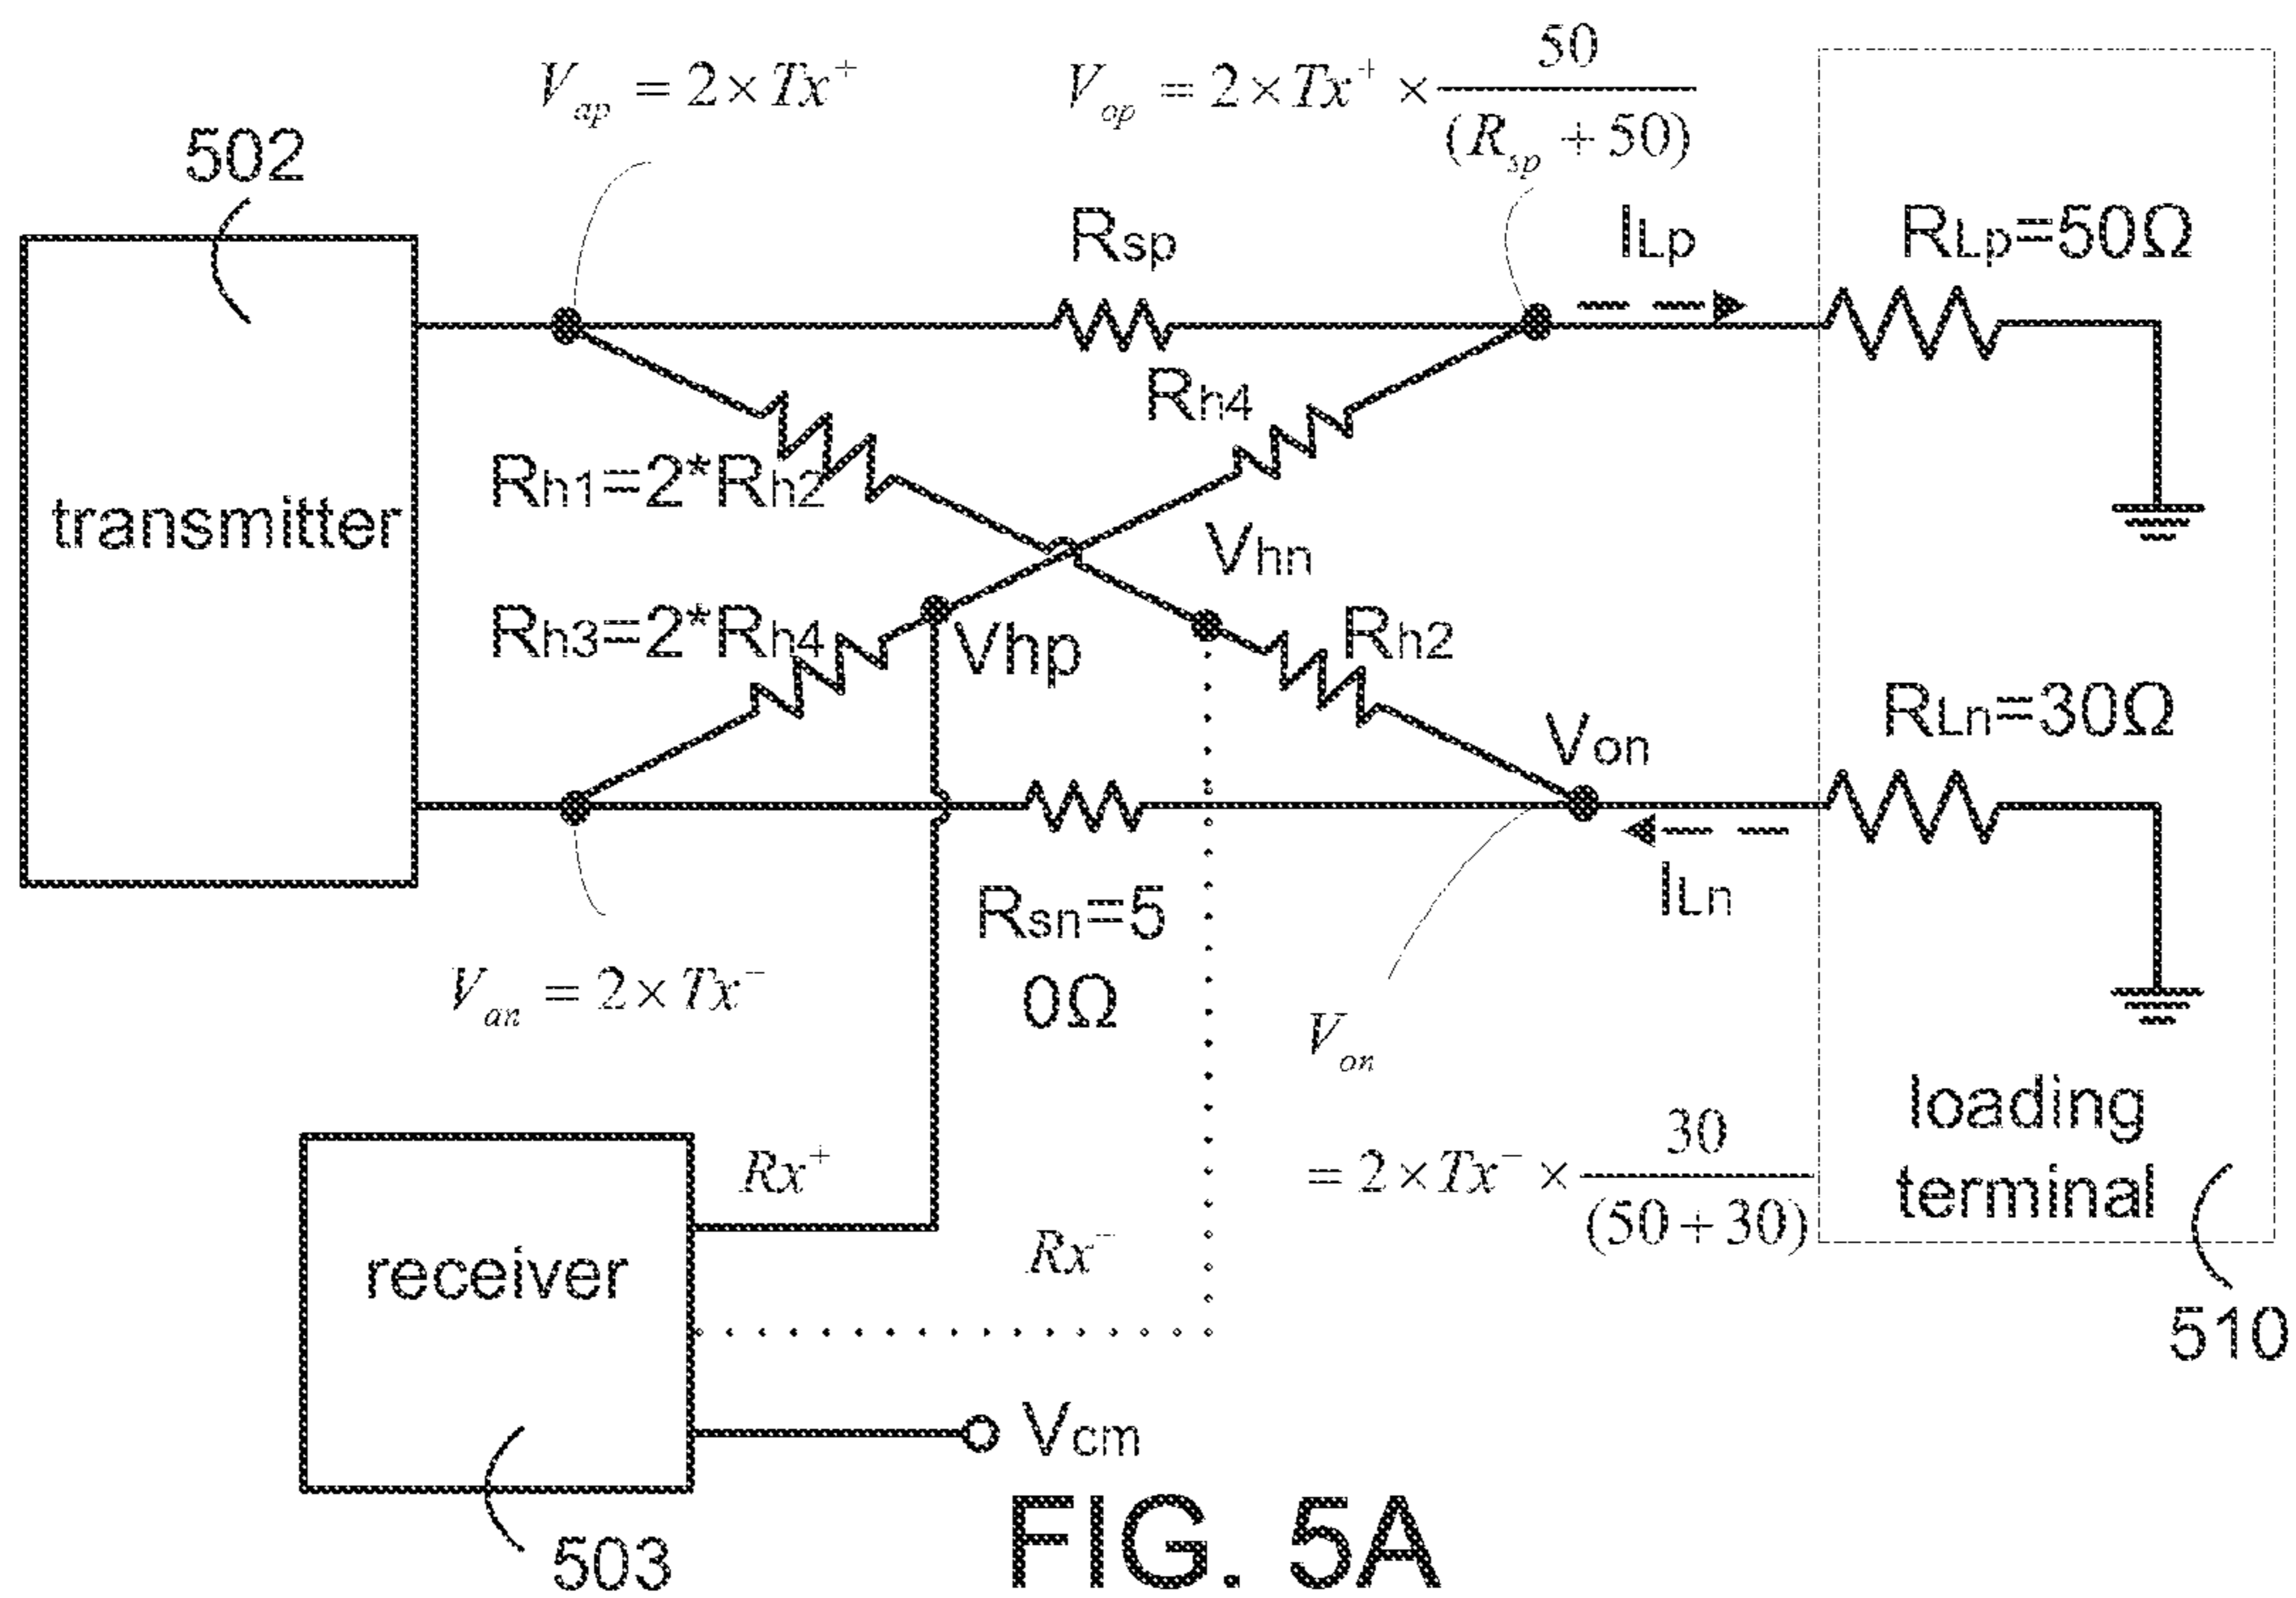 V_ap = 2 × Tx^+
V_op = 2 × Tx^+ × 50 / (R_sp + 50)
502
Rsp
ILp
RLp=50Ω
Rh4
Rh1=2*Rh2
transmitter
Vhn
Rh3=2*Rh4
Vhp
Rh2
RLn=30Ω
Von
Rsn=5
0Ω
ILn
V_an = 2 × Tx^-
V_on
= 2 × Tx^- × 30 / (50 + 30)
loading
terminal
Rx^+
Rx^-
receiver
510
Vcm
503
FIG. 5A